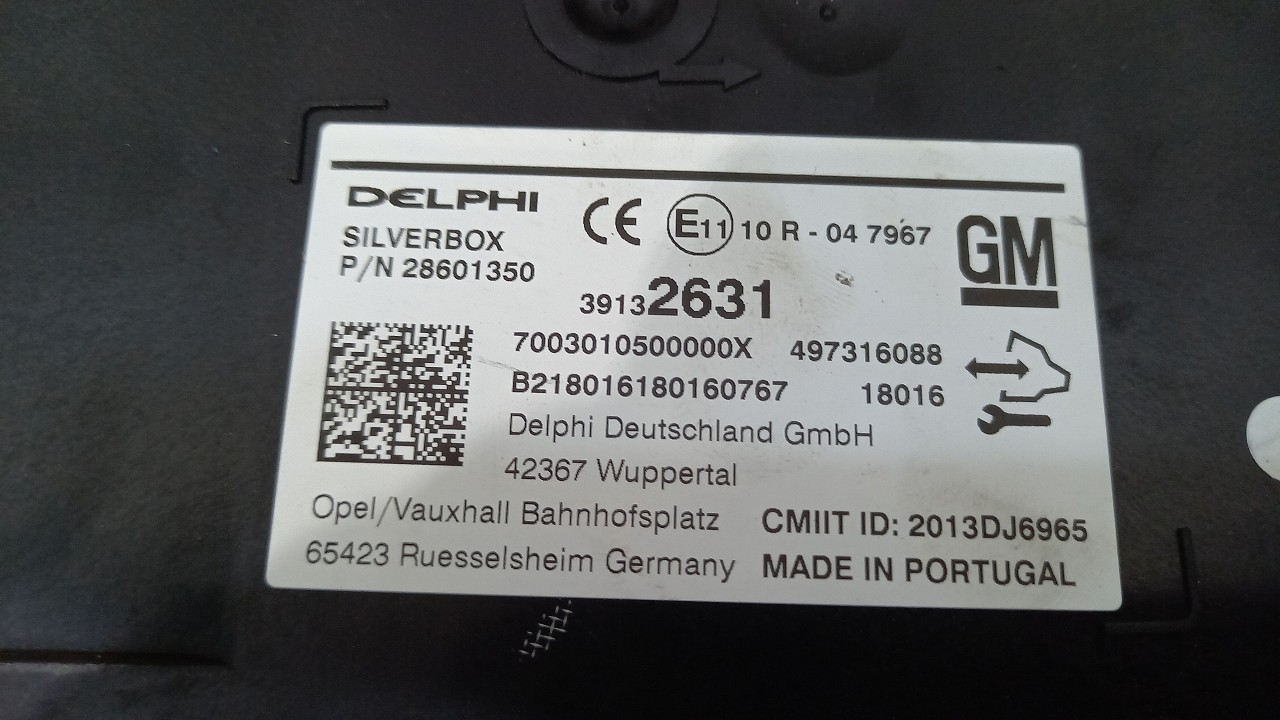 DELPHI
SILVERBOX
P/N 28601350
CE E11 10 R - 04 7967
GM
39132631
7003010500000X 497316088
B218016180160767 18016
Delphi Deutschland GmbH
42367 Wuppertal
Opel/Vauxhall Bahnhofsplatz
65423 Ruesselsheim Germany
CMIIT ID: 2013DJ6965
MADE IN PORTUGAL